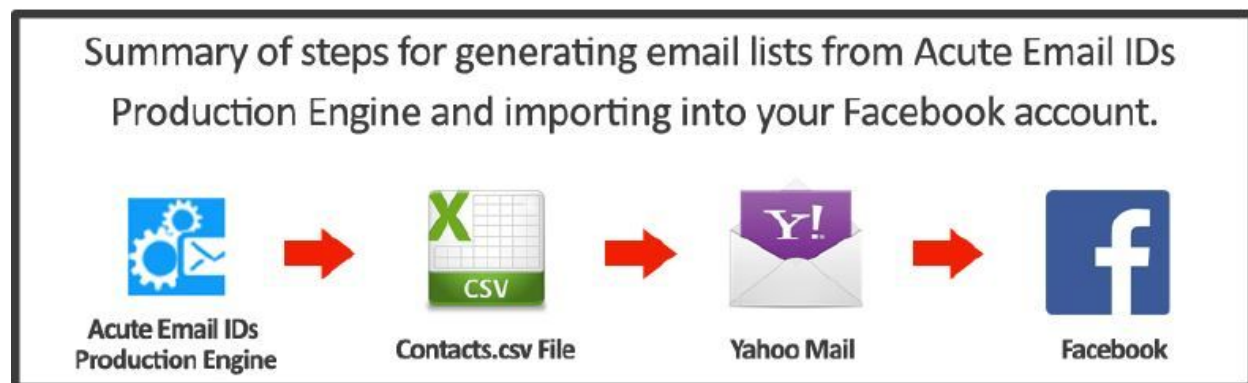 Summary of steps for generating email lists from Acute Email IDs
Production Engine and importing into your Facebook account.
X
CSV
Y!
f
Acute Email IDs
Production Engine
Contacts.csv File
Yahoo Mail
Facebook